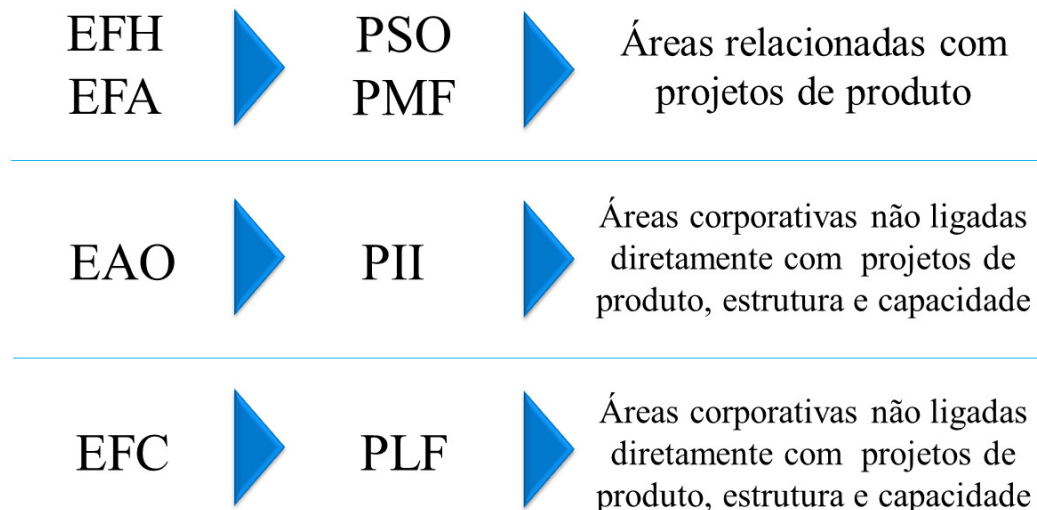 EFH
EFA
PSO
PMF
Áreas relacionadas com
projetos de produto
EAO
PII
Áreas corporativas não ligadas
diretamente com projetos de
produto, estrutura e capacidade
EFC
PLF
Áreas corporativas não ligadas
diretamente com projetos de
produto, estrutura e capacidade